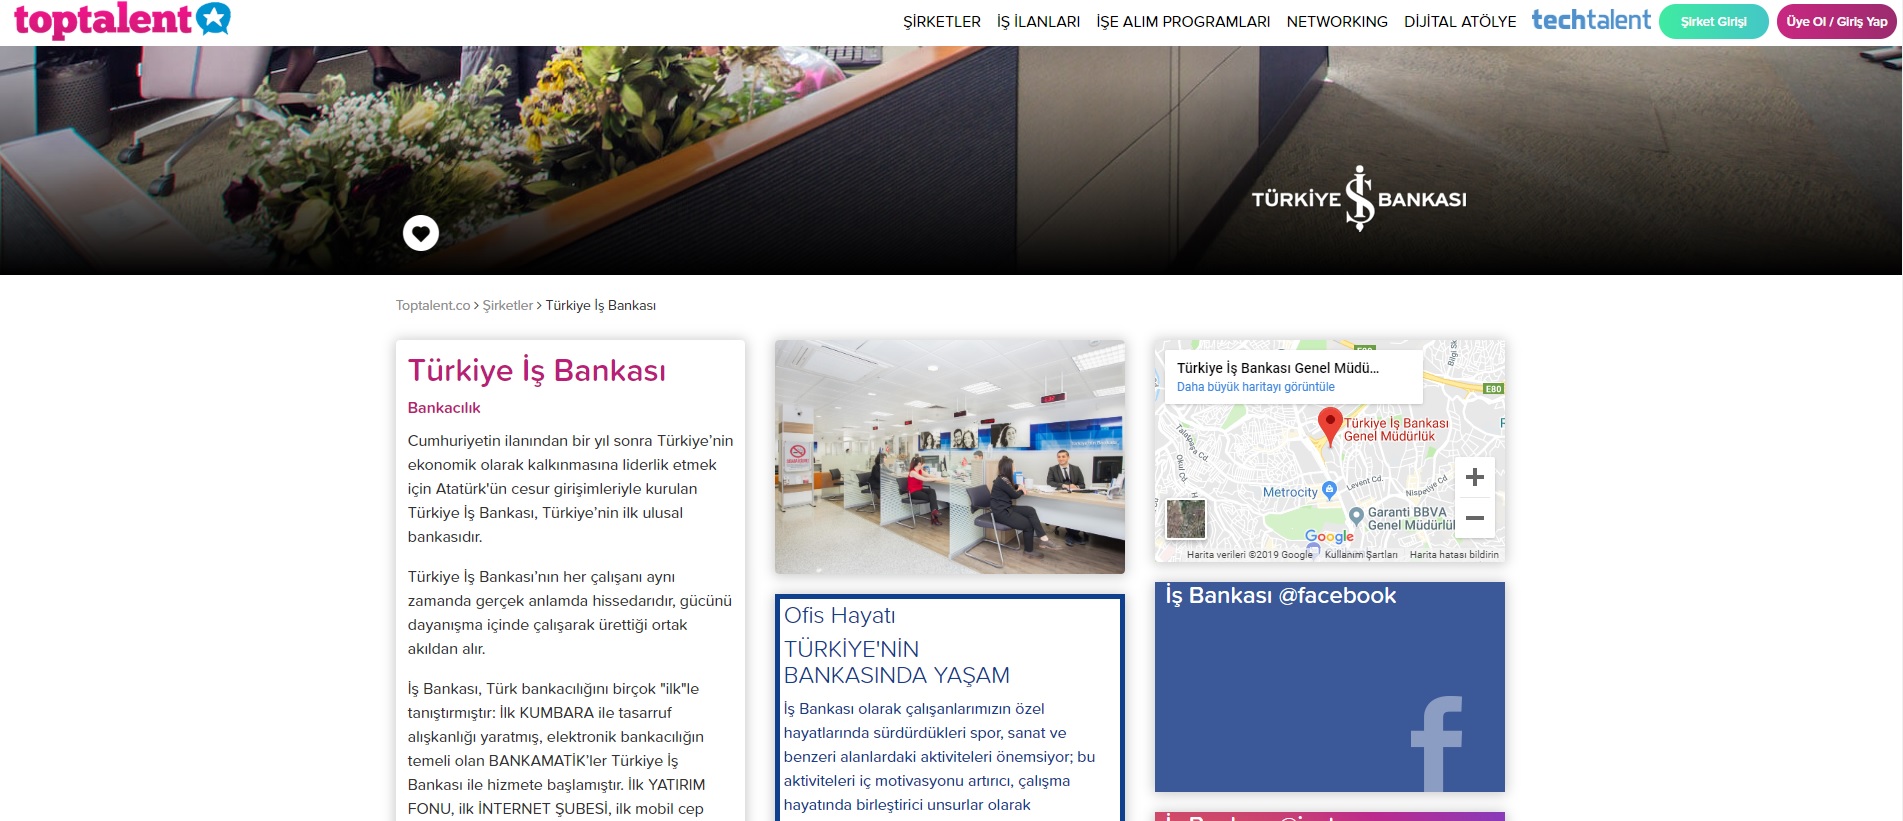 toptalent
ŞİRKETLER
İŞ İLANLARI
İŞE ALIM PROGRAMLARI
NETWORKING
DİJİTAL ATÖLYE
techtalent
Şirket Girişi
Üye Ol / Giriş Yap
TÜRKİYE İŞ BANKASI
Toptalent.co > Şirketler > Türkiye İş Bankası
Türkiye İş Bankası
Bankacılık
Cumhuriyetin ilanından bir yıl sonra Türkiye’nin
ekonomik olarak kalkınmasına liderlik etmek
için Atatürk'ün cesur girişimleriyle kurulan
Türkiye İş Bankası, Türkiye’nin ilk ulusal
bankasıdır.
Türkiye İş Bankası’nın her çalışanı aynı
zamanda gerçek anlamda hissedarıdır, gücünü
dayanışma içinde çalışarak ürettiği ortak
akıldan alır.
İş Bankası, Türk bankacılığını birçok "ilk"le
tanıştırmıştır: İlk KUMBARA ile tasarruf
alışkanlığı yaratmış, elektronik bankacılığın
temeli olan BANKAMATİK’ler Türkiye İş
Bankası ile hizmete başlamıştır. İlk YATIRIM
FONU, ilk İNTERNET ŞUBESİ, ilk mobil cep
Ofis Hayatı
TÜRKİYE'NİN
BANKASINDA YAŞAM
İş Bankası olarak çalışanlarımızın özel
hayatlarında sürdürdükleri spor, sanat ve
benzeri alanlardaki aktiviteleri önemsiyor; bu
aktiviteleri iç motivasyonu artırıcı, çalışma
hayatında birleştirici unsurlar olarak
Türkiye İş Bankası Genel Müdü...
Daha büyük haritayı görüntüle
E80
E80
Türkiye İş Bankası
Genel Müdürlük
Talatpaşa Cd.
Okul Cd.
Metrocity
Levent Cd.
Nispetiye Cd.
Garanti BBVA
Genel Müdürlü
Google
Harita verileri ©2019 Google
Kullanım Şartları
Harita hatası bildirin
İş Bankası @facebook